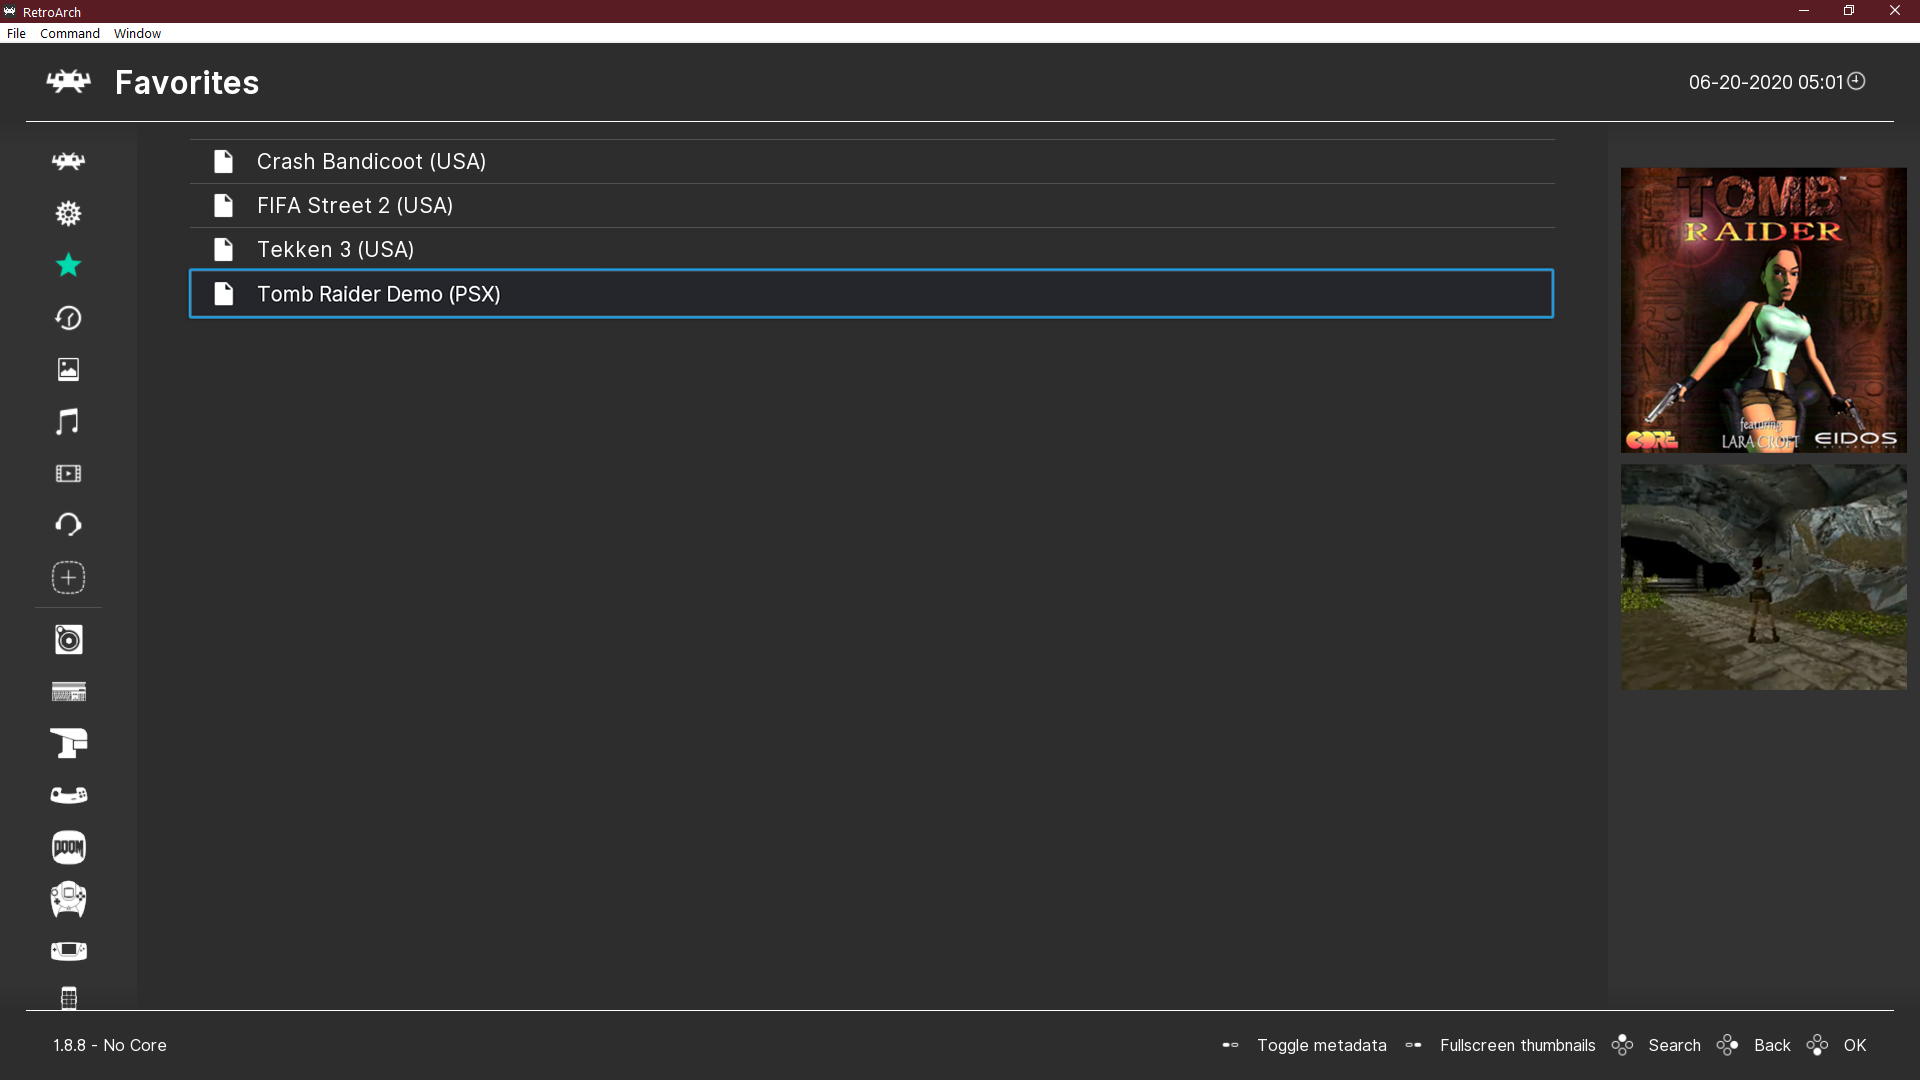 RetroArch
File Command Window
Favorites
06-20-2020 05:01
Crash Bandicoot (USA)
FIFA Street 2 (USA)
Tekken 3 (USA)
Tomb Raider Demo (PSX)
TOMB
RAIDER
featuring
LARA CROFT
CORE
EIDOS
DOOM
1.8.8 - No Core
Toggle metadata
Fullscreen thumbnails
Search
Back
OK